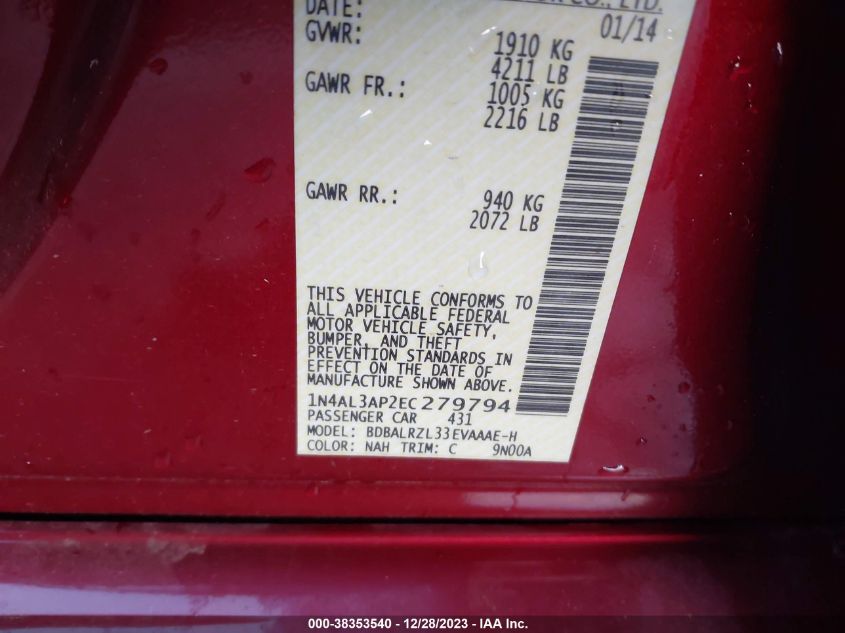 CO., LTD.
DATE: 01/14
GVWR: 1910 KG
4211 LB
GAWR FR.: 1005 KG
2216 LB
GAWR RR.: 940 KG
2072 LB
THIS VEHICLE CONFORMS TO
ALL APPLICABLE FEDERAL
MOTOR VEHICLE SAFETY,
BUMPER, AND THEFT
PREVENTION STANDARDS IN
EFFECT ON THE DATE OF
MANUFACTURE SHOWN ABOVE.
1N4AL3AP2EC279794
PASSENGER CAR 431
MODEL: BDBALRZL33EVAAAE-H
COLOR: NAH TRIM: C 9N00A
000-38353540 - 12/28/2023 - IAA Inc.